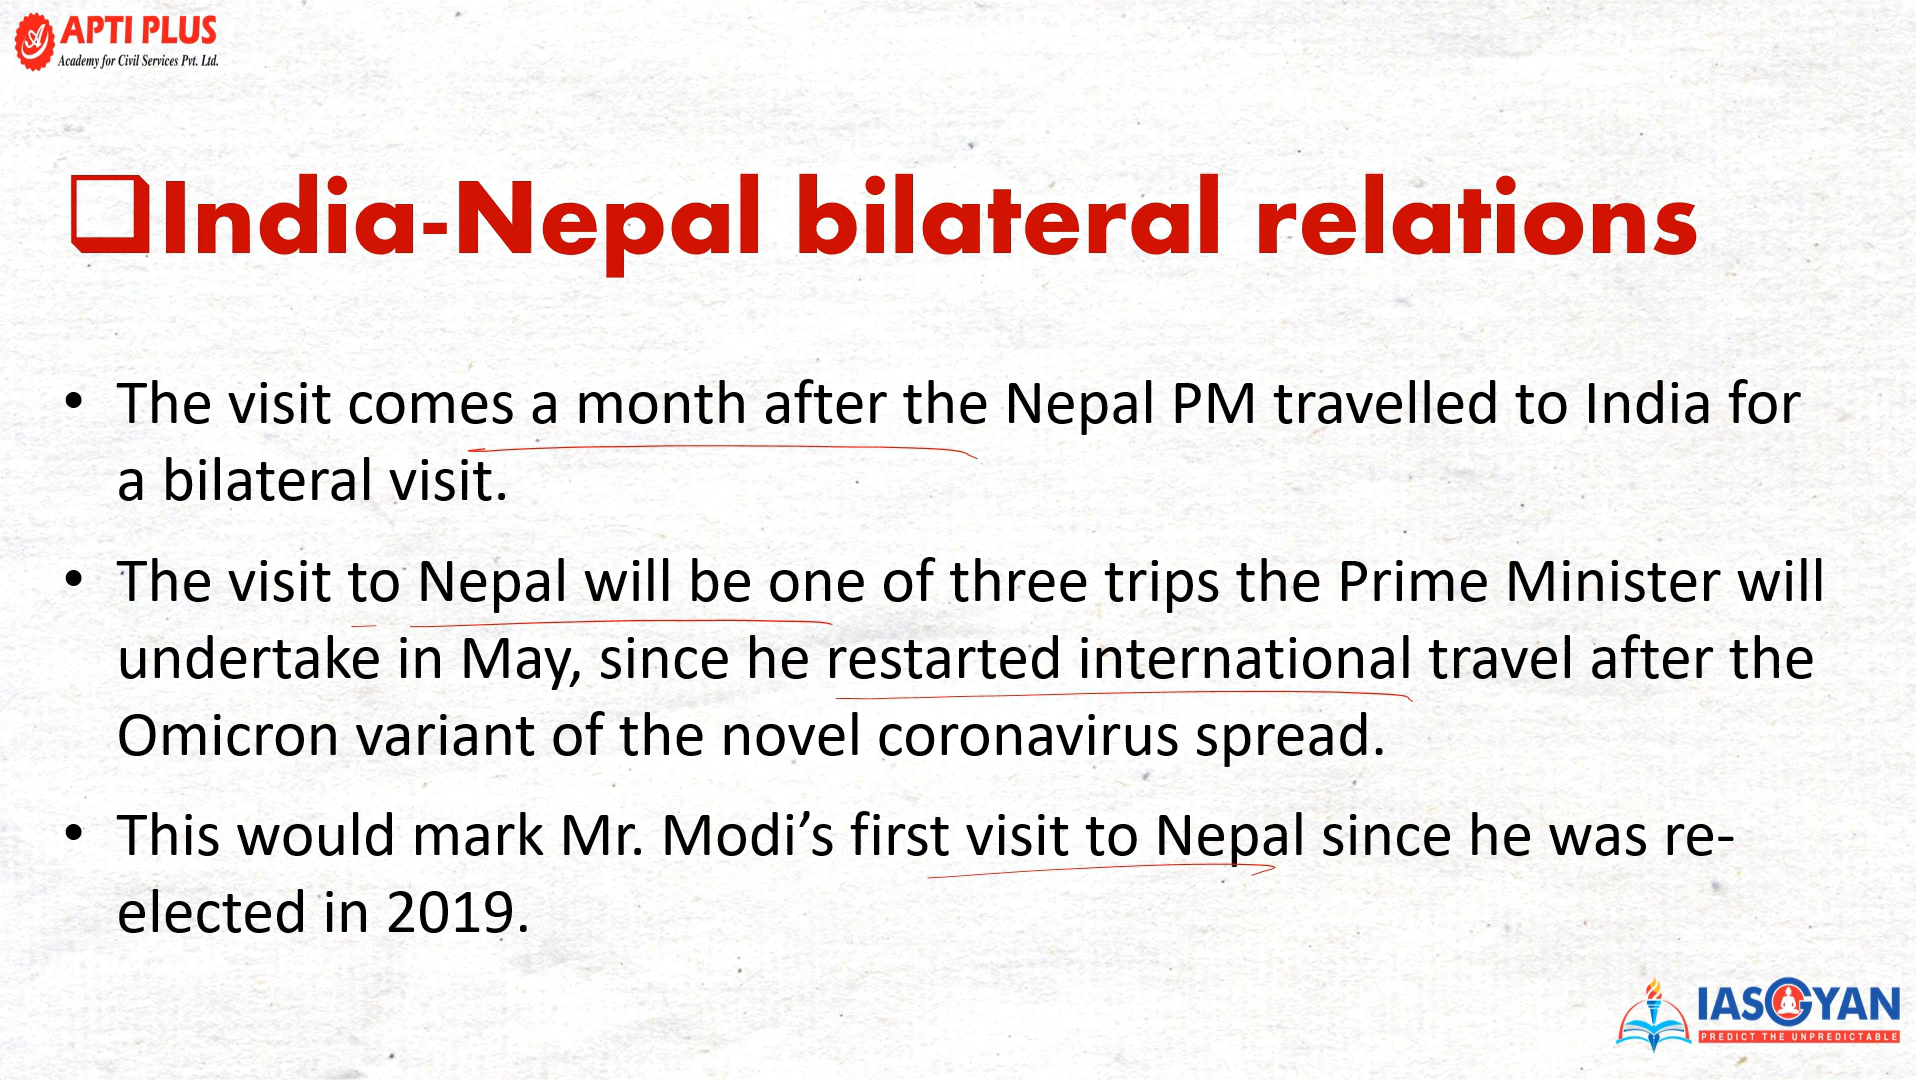 APTI PLUS
Academy for Civil Services Pvt. Ltd.
India-Nepal bilateral relations
• The visit comes a month after the Nepal PM travelled to India for
a bilateral visit.
• The visit to Nepal will be one of three trips the Prime Minister will
undertake in May, since he restarted international travel after the
Omicron variant of the novel coronavirus spread.
• This would mark Mr. Modi’s first visit to Nepal since he was re-
elected in 2019.
IASGYAN
PREDICT THE UNPREDICTABLE